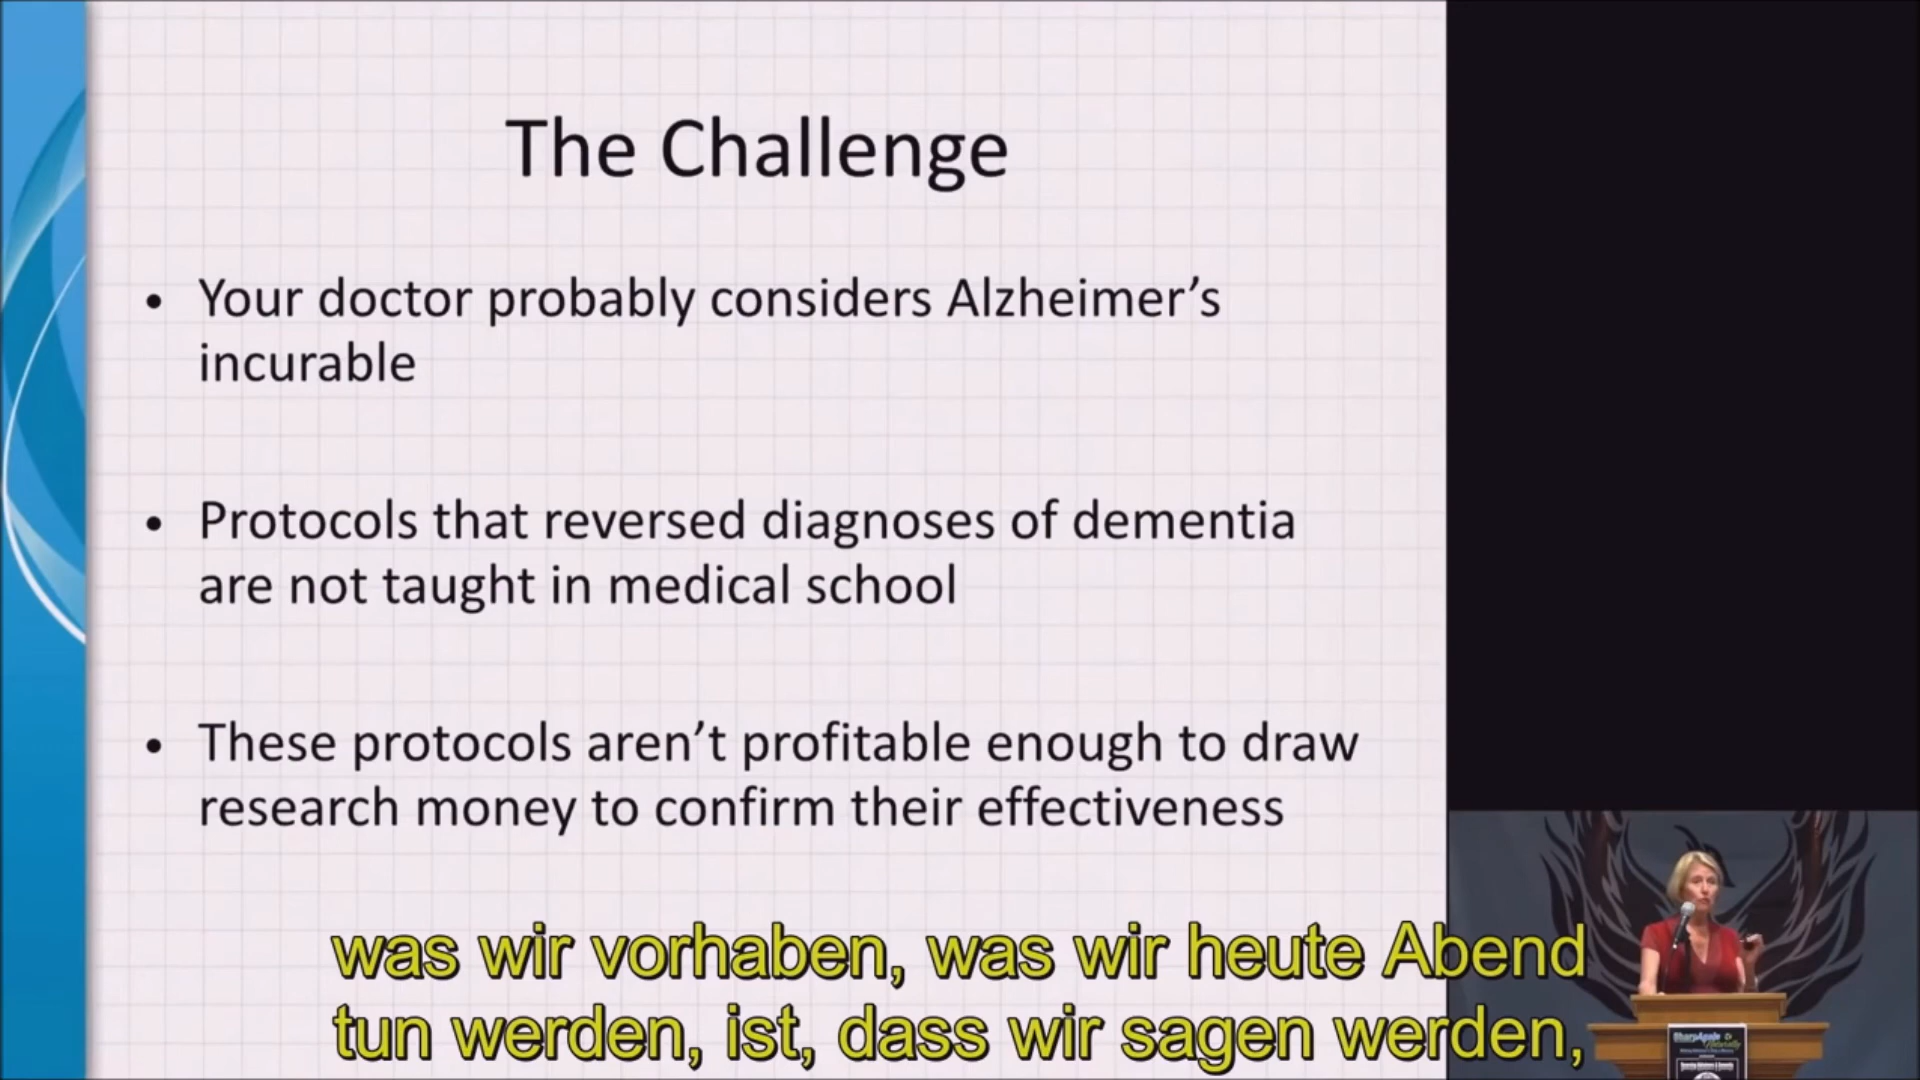 The Challenge
• Your doctor probably considers Alzheimer’s
incurable
• Protocols that reversed diagnoses of dementia
are not taught in medical school
• These protocols aren’t profitable enough to draw
research money to confirm their effectiveness
was wir vorhaben, was wir heute Abend
tun werden, ist, dass wir sagen werden,
SharpAgain
Naturally